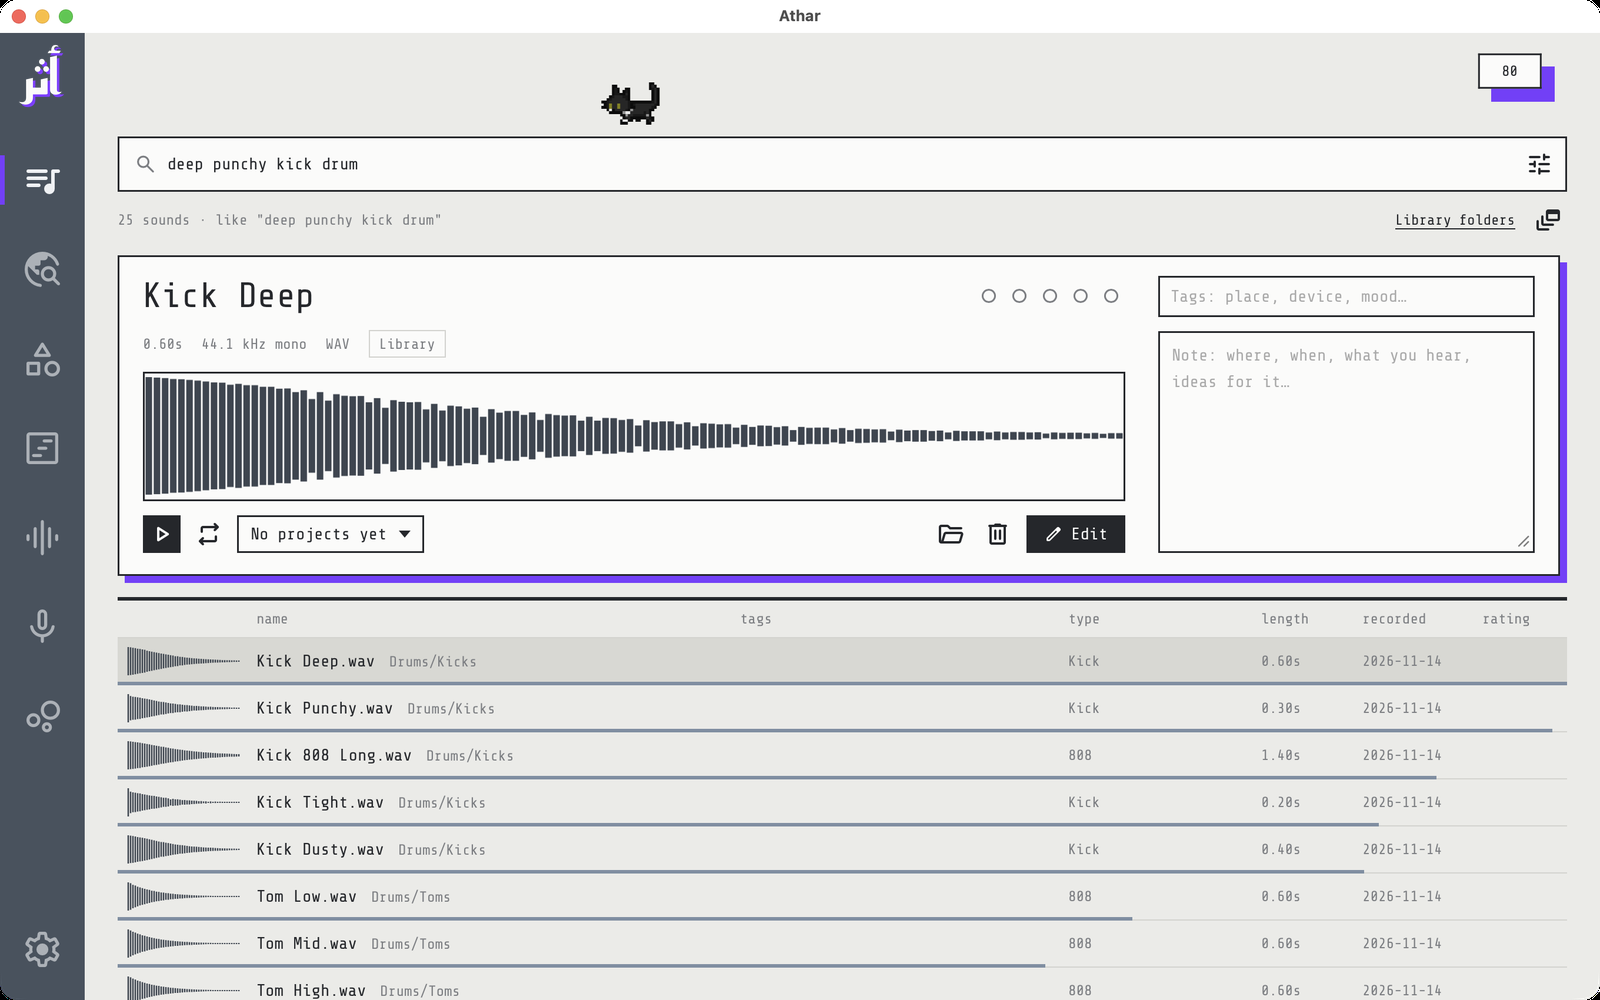 Athar
أثر
80
deep punchy kick drum
25 sounds · like "deep punchy kick drum"
Library folders
Kick Deep
Tags: place, device, mood…
0.60s 44.1 kHz mono WAV Library
Note: where, when, what you hear,
ideas for it…
No projects yet
Edit
name tags type length recorded rating
Kick Deep.wav Drums/Kicks Kick 0.60s 2026-11-14
Kick Punchy.wav Drums/Kicks Kick 0.30s 2026-11-14
Kick 808 Long.wav Drums/Kicks 808 1.40s 2026-11-14
Kick Tight.wav Drums/Kicks Kick 0.20s 2026-11-14
Kick Dusty.wav Drums/Kicks Kick 0.40s 2026-11-14
Tom Low.wav Drums/Toms 808 0.60s 2026-11-14
Tom Mid.wav Drums/Toms 808 0.60s 2026-11-14
Tom High.wav Drums/Toms 808 0.60s 2026-11-14